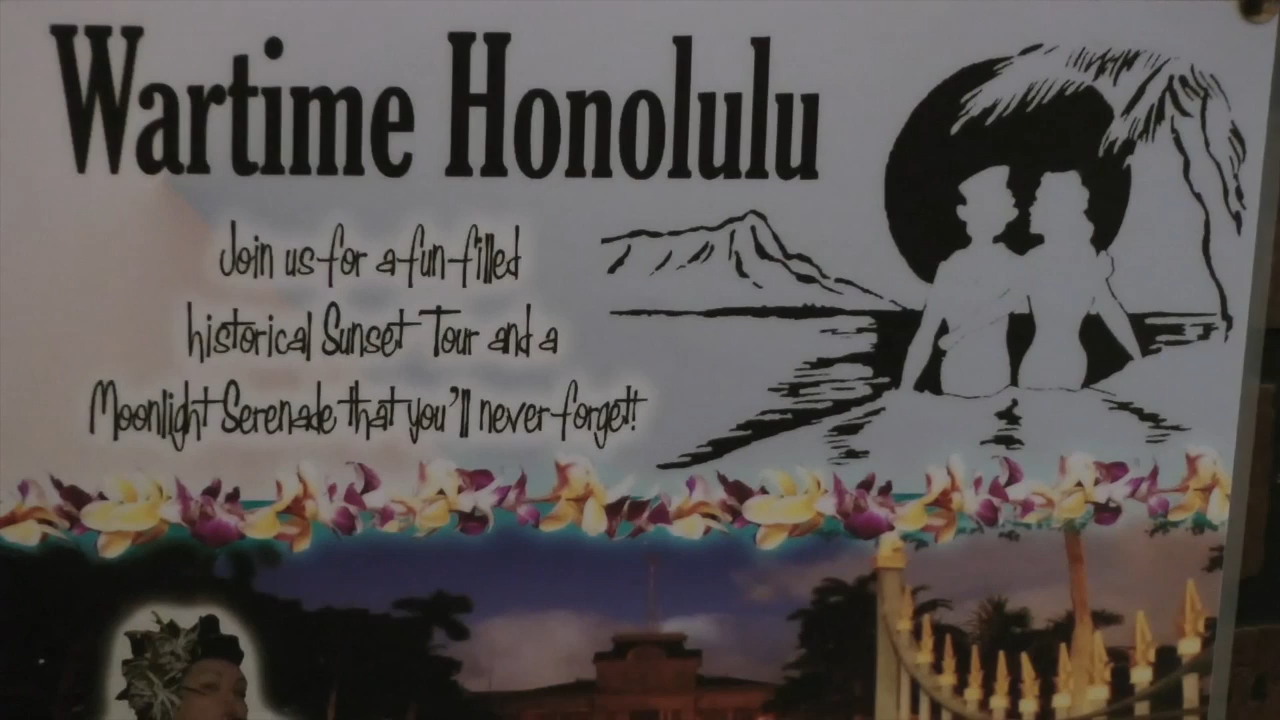 Wartime Honolulu
Join us for a fun-filled
historical Sunset Tour and a
Moonlight Serenade that you'll never forget!